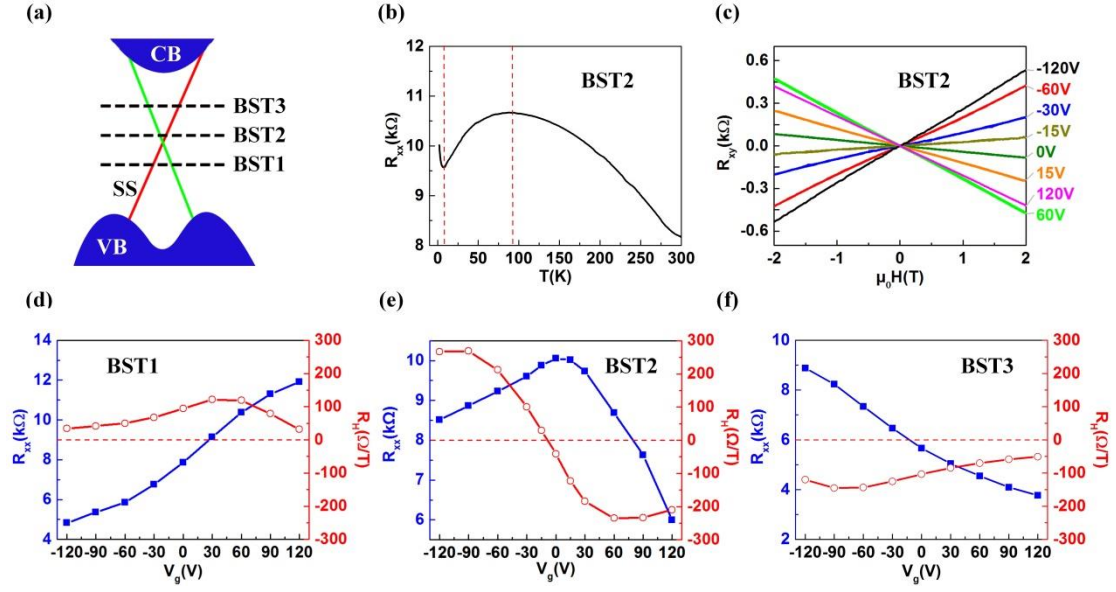 (a)
CB
BST3
BST2
BST1
SS
VB
(b)
12
11
10
9
8
R_xx(kΩ)
BST2
0 50 100 150 200 250 300
T(K)
(c)
0.6
0.3
0.0
-0.3
-0.6
R_xy(kΩ)
BST2
-120V
-60V
-30V
-15V
0V
15V
120V
60V
-2 -1 0 1 2
μ₀H(T)
(d)
14
12
10
8
6
4
R_xx(kΩ)
BST1
300
200
100
0
-100
-200
-300
R_H(Ω/T)
-120 -90 -60 -30 0 30 60 90 120
V_g(V)
(e)
10
9
8
7
6
R_xx(kΩ)
BST2
300
200
100
0
-100
-200
-300
R_H(Ω/T)
-120 -90 -60 -30 0 30 60 90 120
V_g(V)
(f)
10
8
6
4
2
R_xx(kΩ)
BST3
300
200
100
0
-100
-200
-300
R_H(Ω/T)
-120 -90 -60 -30 0 30 60 90 120
V_g(V)